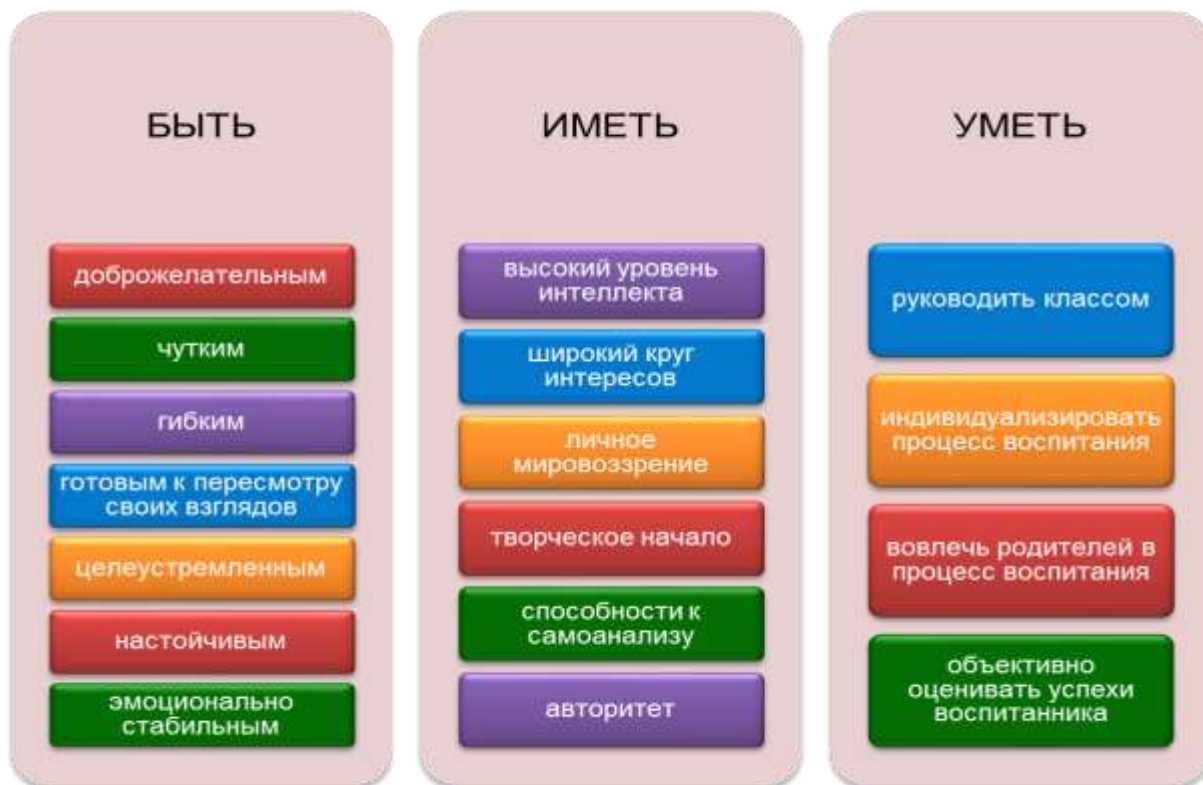 БЫТЬ
доброжелательным
чутким
гибким
готовым к пересмотру
своих взглядов
целеустремленным
настойчивым
эмоционально
стабильным
ИМЕТЬ
высокий уровень
интеллекта
широкий круг
интересов
личное
мировоззрение
творческое начало
способности к
самоанализу
авторитет
УМЕТЬ
руководить классом
индивидуализировать
процесс воспитания
вовлечь родителей в
процесс воспитания
объективно
оценивать успехи
воспитанника